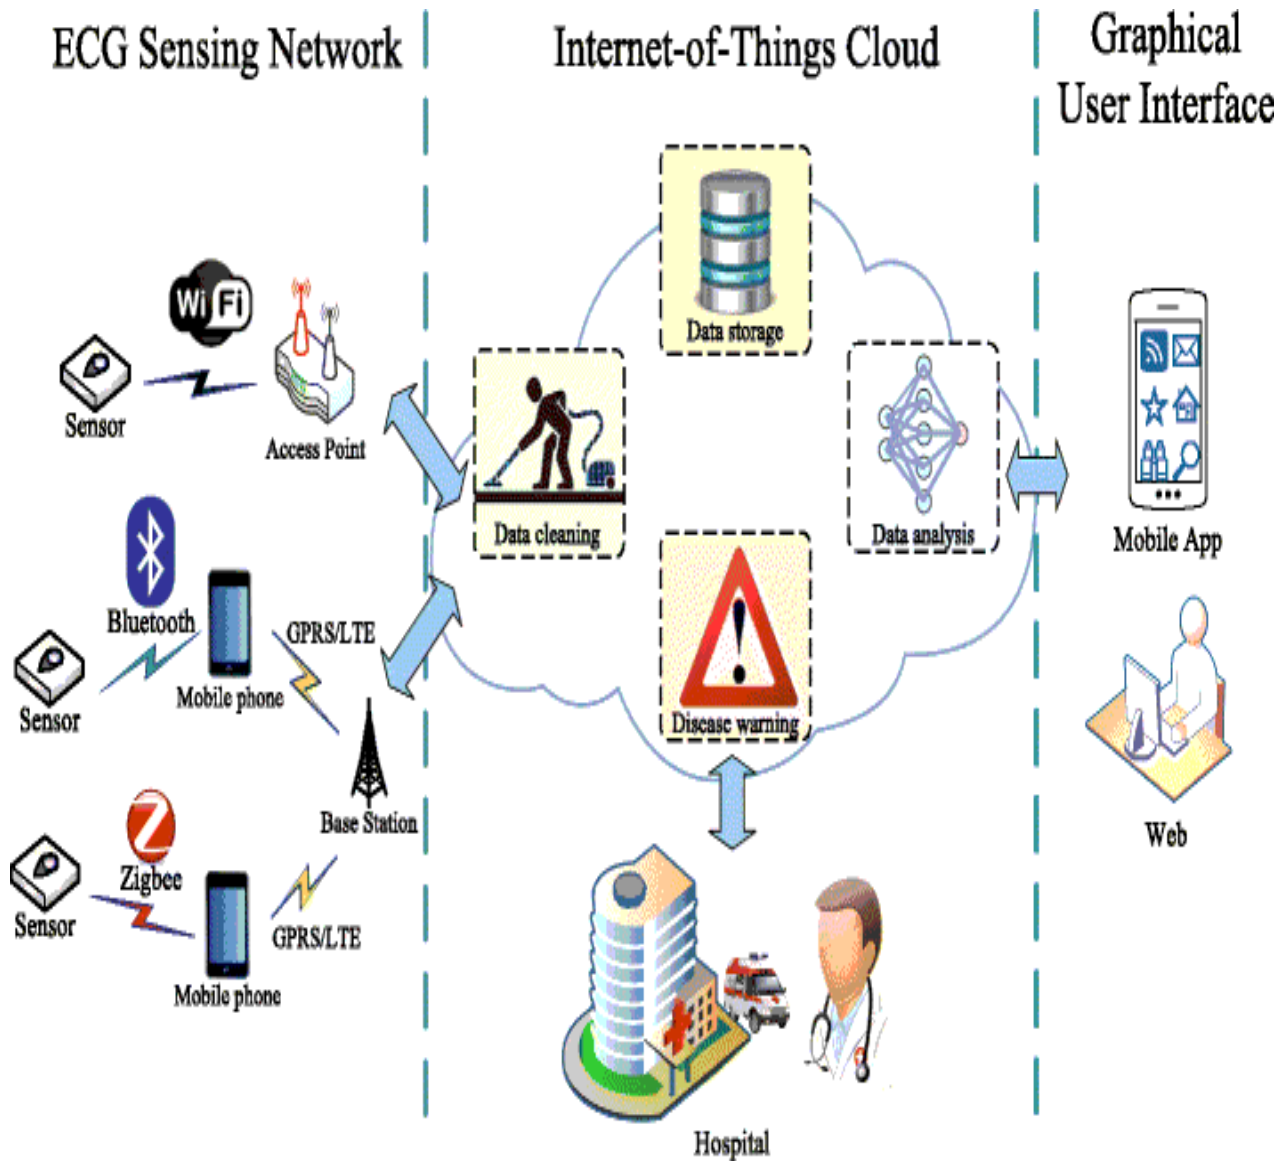 ECG Sensing Network
Internet-of-Things Cloud
Graphical
User Interface
Wi Fi
Sensor
Access Point
Bluetooth
Sensor
Mobile phone
GPRS/LTE
Base Station
Zigbee
Sensor
Mobile phone
GPRS/LTE
Data storage
Data cleaning
Data analysis
Disease warning
Hospital
Mobile App
Web